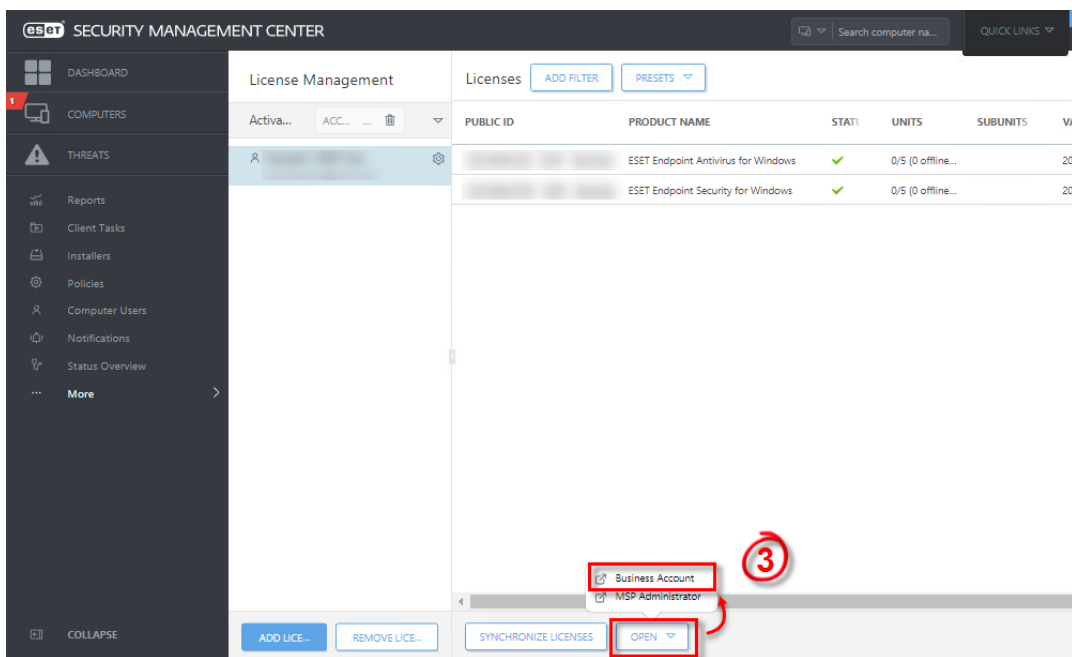 eset SECURITY MANAGEMENT CENTER
Search computer na...
QUICK LINKS
DASHBOARD
1
COMPUTERS
THREATS
Reports
Client Tasks
Installers
Policies
Computer Users
Notifications
Status Overview
... More
COLLAPSE
License Management
Activa... ACC... ...
ADD LICE... REMOVE LICE...
Licenses ADD FILTER PRESETS
PUBLIC ID PRODUCT NAME UNITS SUBUNITS
ESET Endpoint Antivirus for Windows 0/5 (0 offline... 20
ESET Endpoint Security for Windows 0/5 (0 offline... 20
3
Business Account
MSP Administrator
SYNCHRONIZE LICENSES OPEN